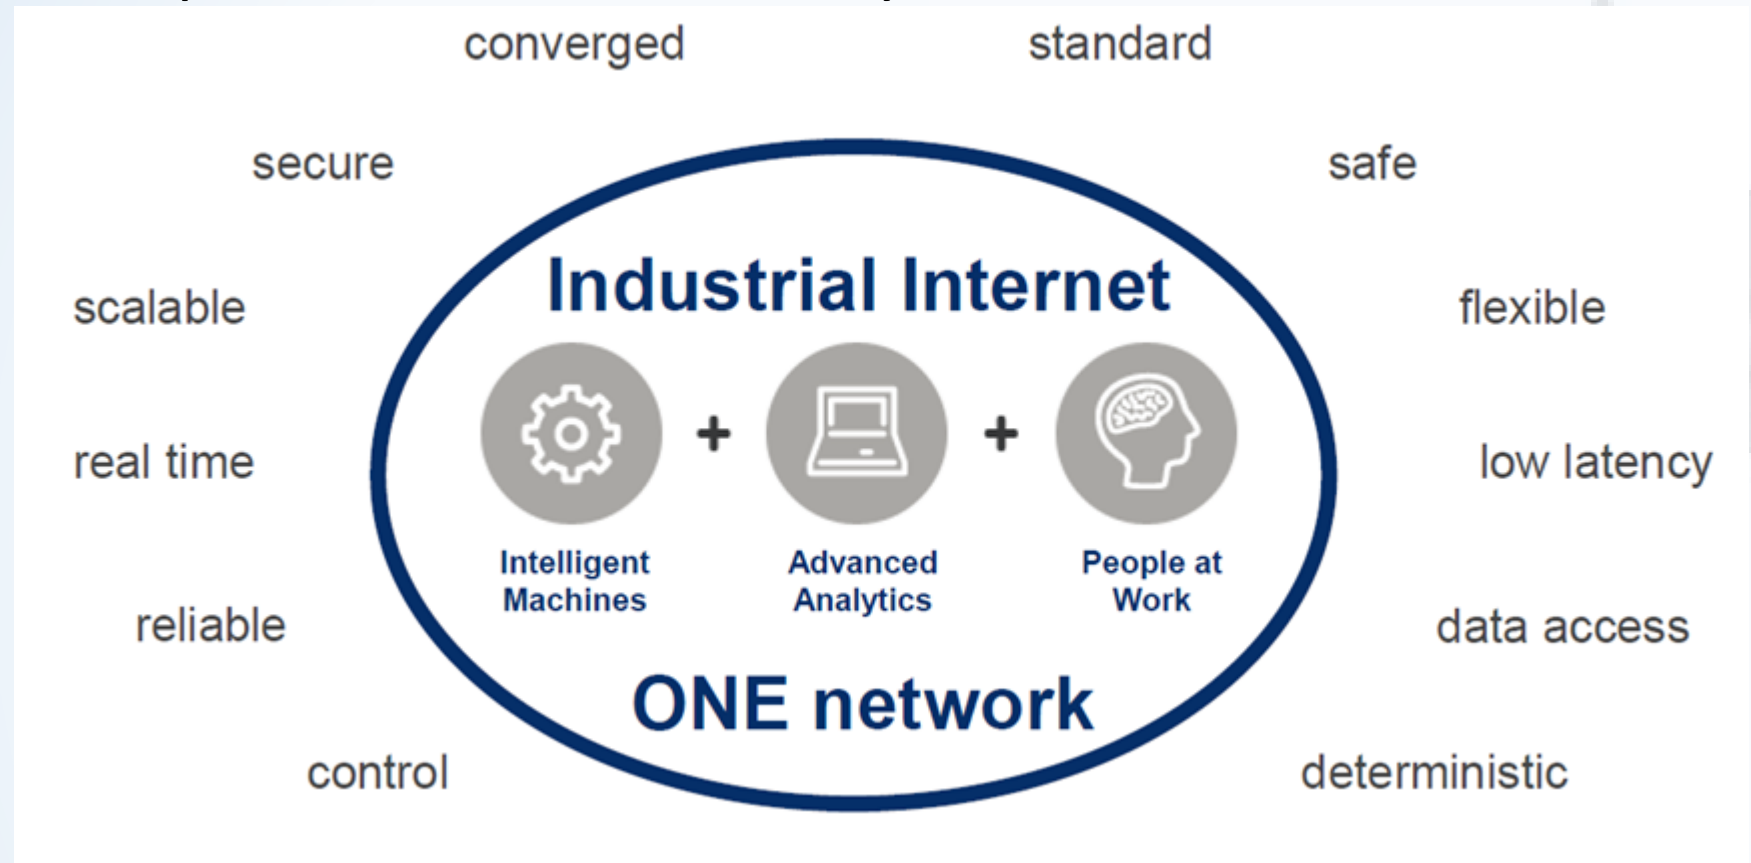 converged standard
secure safe
Industrial Internet
scalable flexible
+ +
real time low latency
Intelligent Advanced People at
Machines Analytics Work
reliable data access
ONE network
control deterministic